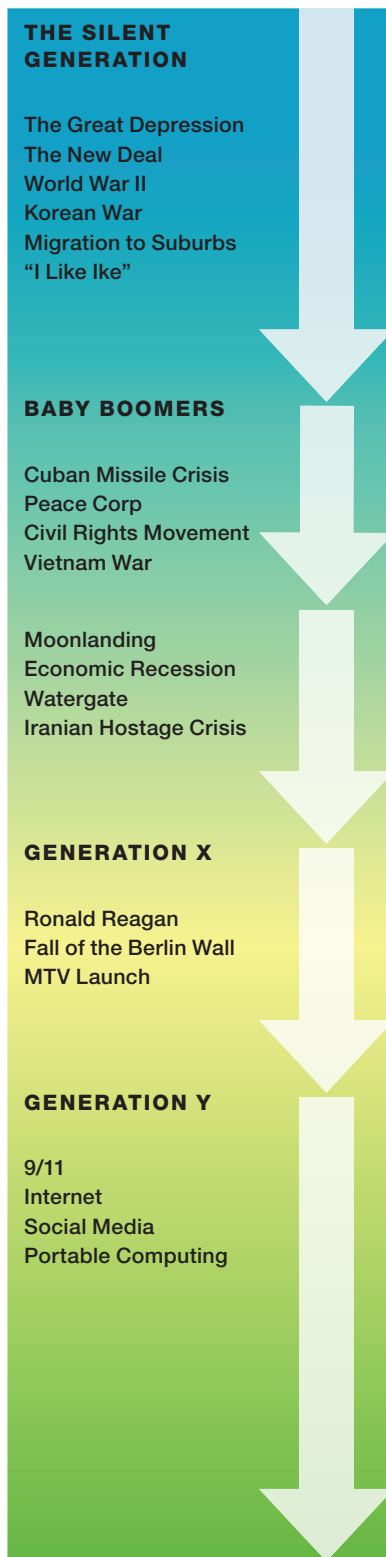 THE SILENT
GENERATION
The Great Depression
The New Deal
World War II
Korean War
Migration to Suburbs
“I Like Ike”
BABY BOOMERS
Cuban Missile Crisis
Peace Corp
Civil Rights Movement
Vietnam War
Moonlanding
Economic Recession
Watergate
Iranian Hostage Crisis
GENERATION X
Ronald Reagan
Fall of the Berlin Wall
MTV Launch
GENERATION Y
9/11
Internet
Social Media
Portable Computing